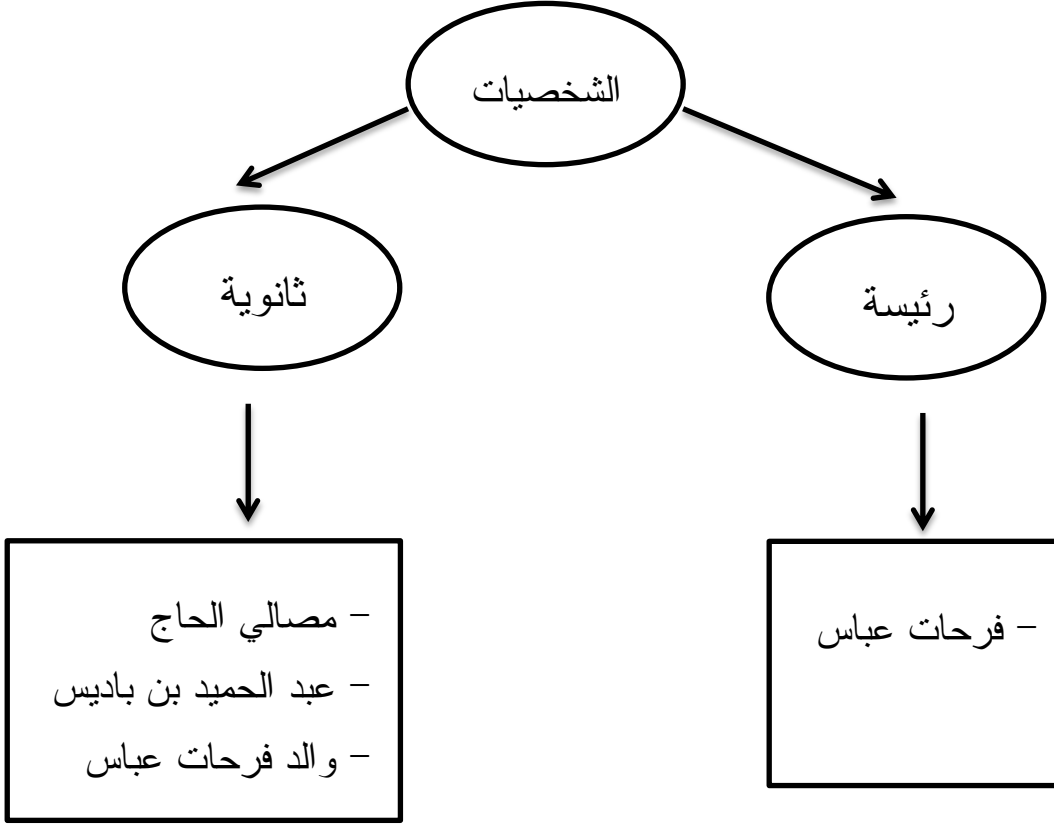 الشخصيات
رئيسة
ثانوية
- فرحات عباس
- مصالي الحاج
- عبد الحميد بن باديس
- والد فرحات عباس